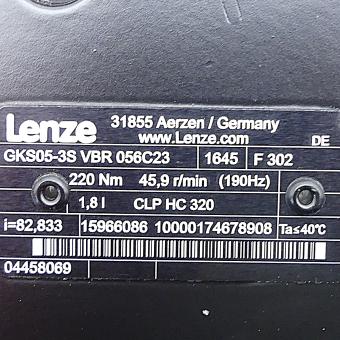 Lenze
31855 Aerzen / Germany
www.Lenze.com
DE
GKS05-3S VBR 056C23 1645 F 302
220 Nm 45,9 r/min (190Hz)
1,8 l CLP HC 320
i=82,833 15966086 10000174678908 Ta≤40℃
04458069